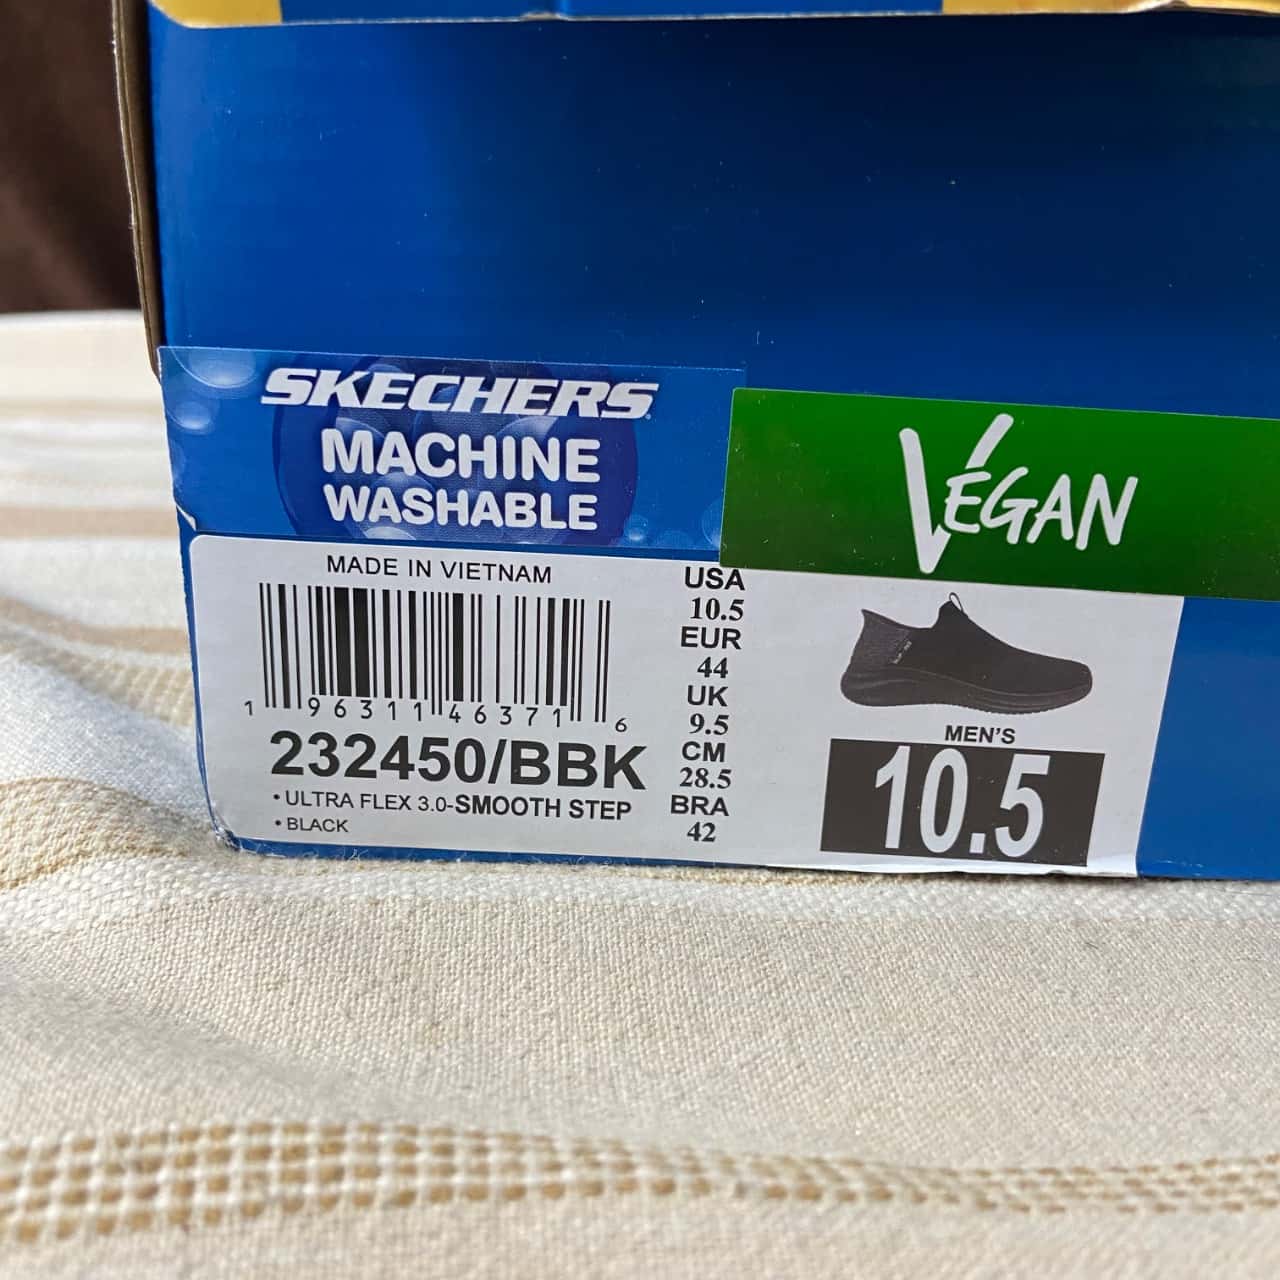 SKECHERS
MACHINE
WASHABLE
VEGAN
MADE IN VIETNAM
1 96311 46371 6
232450/BBK
• ULTRA FLEX 3.0-SMOOTH STEP
• BLACK
USA
10.5
EUR
44
UK
9.5
CM
28.5
BRA
42
MEN'S
10.5